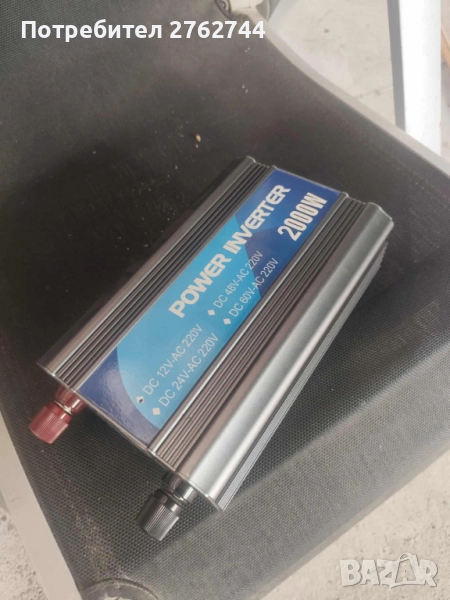 Потребител 2762744
POWER INVERTER
2000W
DC 12V-AC 220V
DC 24V-AC 220V
DC 48V-AC 220V
DC 60V-AC 220V
BAZAR